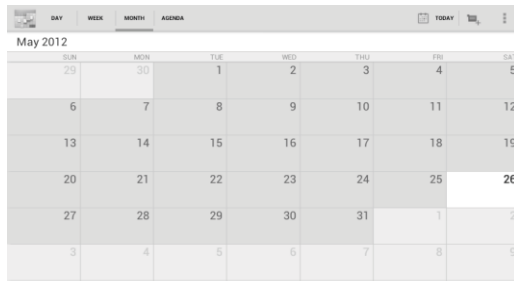 DAY WEEK MONTH AGENDA TODAY
May 2012
SUN MON TUE WED THU FRI SAT
29 30 1 2 3 4 5
6 7 8 9 10 11 12
13 14 15 16 17 18 19
20 21 22 23 24 25 26
27 28 29 30 31 1 2
3 4 5 6 7 8 9